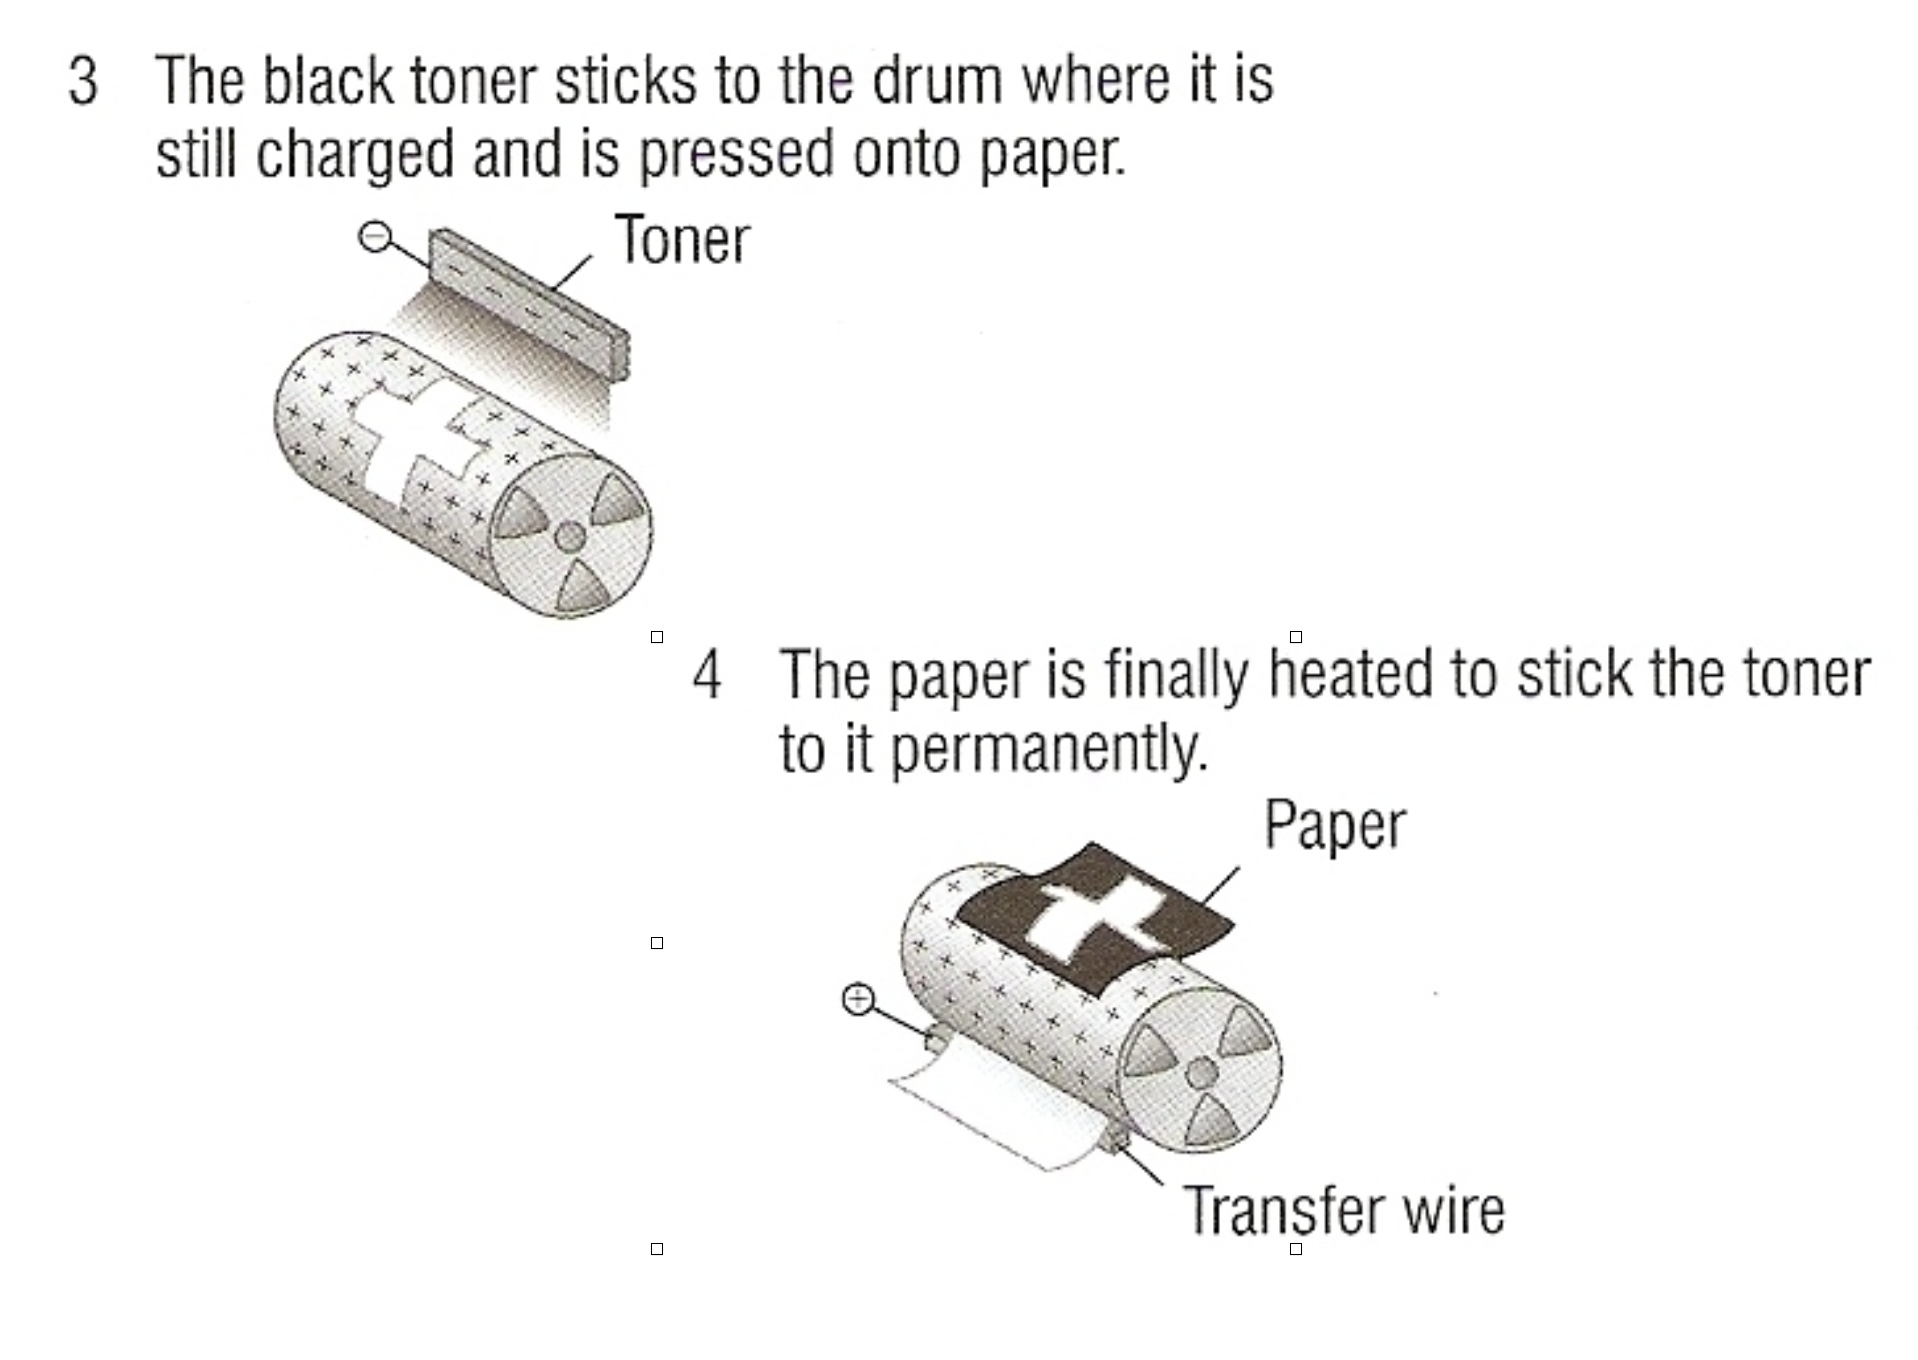 3 The black toner sticks to the drum where it is
still charged and is pressed onto paper.
Toner
4 The paper is finally heated to stick the toner
to it permanently.
Paper
Transfer wire